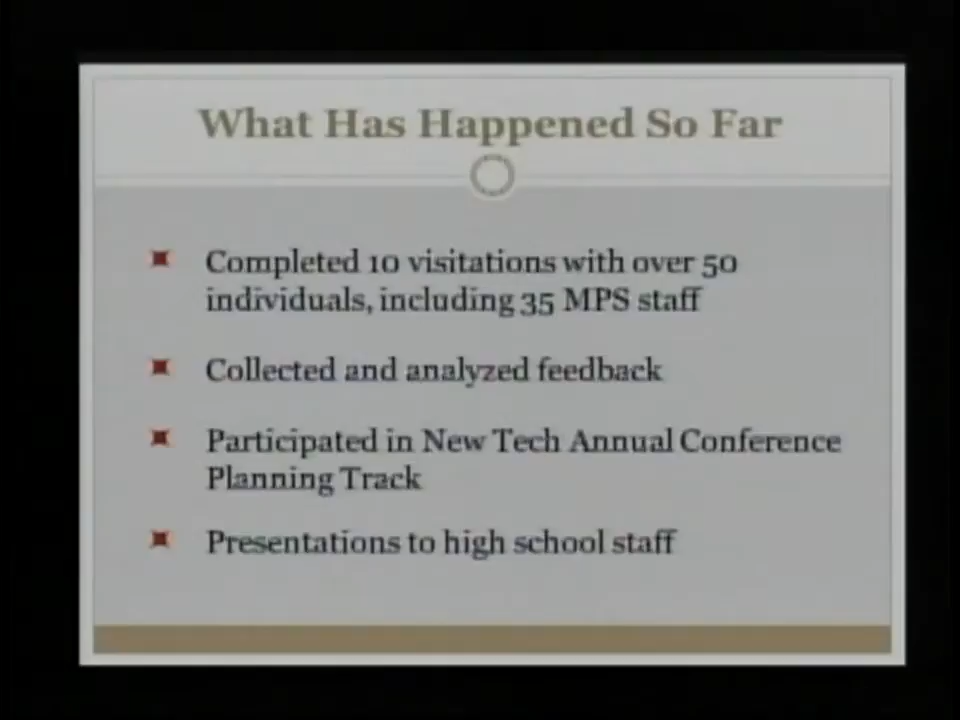 What Has Happened So Far
Completed 10 visitations with over 50
individuals, including 35 MPS staff
Collected and analyzed feedback
Participated in New Tech Annual Conference
Planning Track
Presentations to high school staff